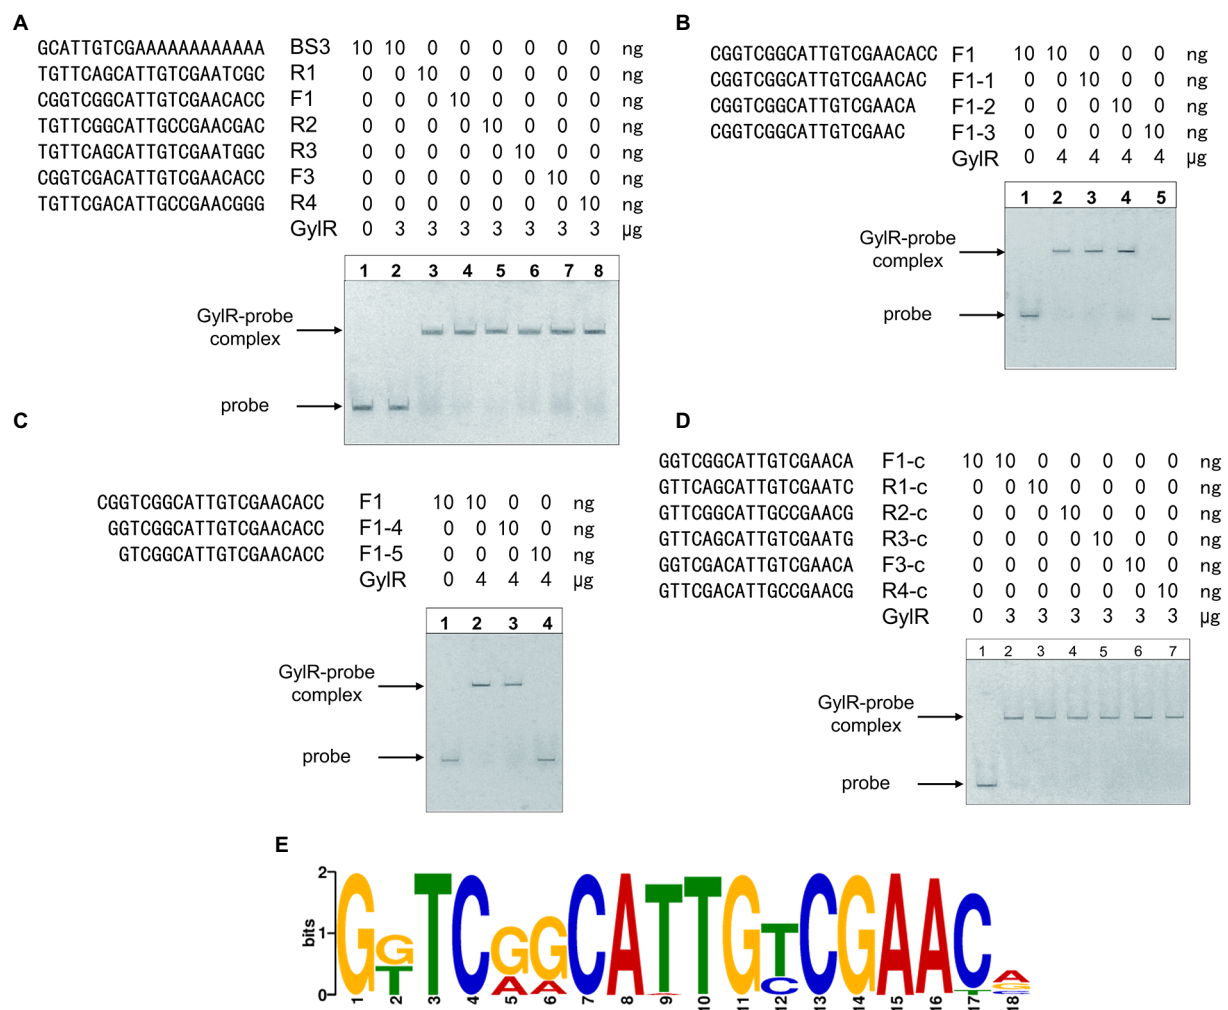 A
GCATTGTCGAAAAAAAAAAAA BS3 10 10 0 0 0 0 0 0 ng
TGTTCAGCATTGTCGAATCGC R1 0 0 10 0 0 0 0 0 ng
CGGTCGGCATTGTCGAACACC F1 0 0 0 10 0 0 0 0 ng
TGTTCGGCATTGCCGAACGAC R2 0 0 0 0 10 0 0 0 ng
TGTTCAGCATTGTCGAATGGC R3 0 0 0 0 0 10 0 0 ng
CGGTCGACATTGTCGAACACC F3 0 0 0 0 0 0 10 0 ng
TGTTCGACATTGCCGAACGGG R4 0 0 0 0 0 0 0 10 ng
GylR 0 3 3 3 3 3 3 3 µg
1 2 3 4 5 6 7 8
GylR-probe
complex
probe
B
CGGTCGGCATTGTCGAACACC F1 10 10 0 0 0 ng
CGGTCGGCATTGTCGAACAC F1-1 0 0 10 0 0 ng
CGGTCGGCATTGTCGAACA F1-2 0 0 0 10 0 ng
CGGTCGGCATTGTCGAAC F1-3 0 0 0 0 10 ng
GylR 0 4 4 4 4 µg
1 2 3 4 5
GylR-probe
complex
probe
C
CGGTCGGCATTGTCGAACACC F1 10 10 0 0 ng
GGTCGGCATTGTCGAACACC F1-4 0 0 10 0 ng
GTCGGCATTGTCGAACACC F1-5 0 0 0 10 ng
GylR 0 4 4 4 µg
1 2 3 4
GylR-probe
complex
probe
D
GGTCGGCATTGTCGAACA F1-c 10 10 0 0 0 0 0 ng
GTTCAGCATTGTCGAATC R1-c 0 0 10 0 0 0 0 ng
GTTCGGCATTGCCGAACG R2-c 0 0 0 10 0 0 0 ng
GTTCAGCATTGTCGAATG R3-c 0 0 0 0 10 0 0 ng
GGTCGACATTGTCGAACA F3-c 0 0 0 0 0 10 0 ng
GTTCGACATTGCCGAACG R4-c 0 0 0 0 0 0 10 ng
GylR 0 3 3 3 3 3 3 µg
1 2 3 4 5 6 7
GylR-probe
complex
probe
E
2
bits
1
0
GGTCGGCATTGTCGAACA
TAAACCTG
C
1 2 3 4 5 6 7 8 9 10 11 12 13 14 15 16 17 18